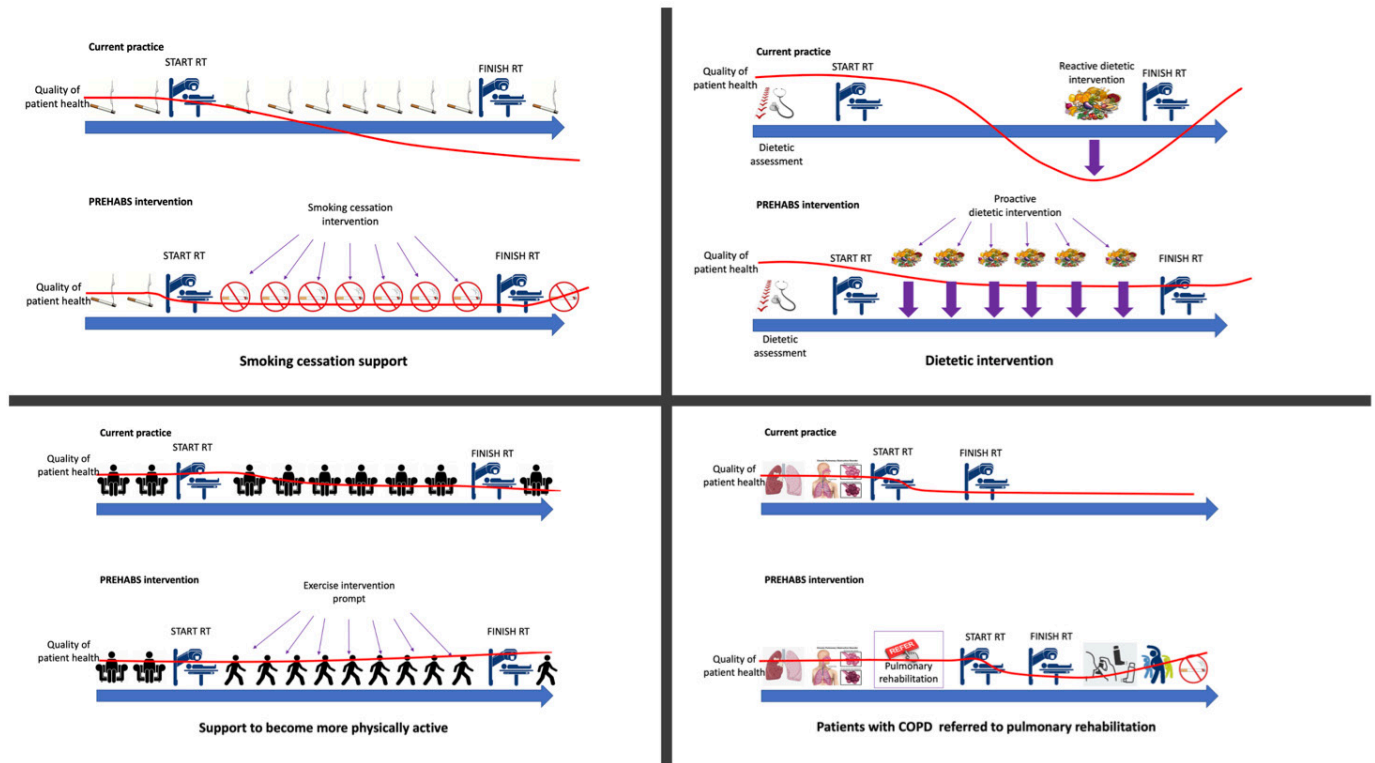 Current practice
START RT
FINISH RT
Quality of
patient health
PREHABS intervention
Smoking cessation
intervention
START RT
FINISH RT
Quality of
patient health
Smoking cessation support
Current practice
START RT
Reactive dietetic
intervention
FINISH RT
Quality of
patient health
Dietetic
assessment
PREHABS intervention
Proactive
dietetic intervention
START RT
FINISH RT
Quality of
patient health
Dietetic
assessment
Dietetic intervention
Current practice
START RT
FINISH RT
Quality of
patient health
PREHABS intervention
Exercise intervention
prompt
START RT
FINISH RT
Quality of
patient health
Support to become more physically active
Current practice
START RT
FINISH RT
Quality of
patient health
PREHABS intervention
REFER
Pulmonary
rehabilitation
START RT
FINISH RT
Quality of
patient health
Patients with COPD referred to pulmonary rehabilitation